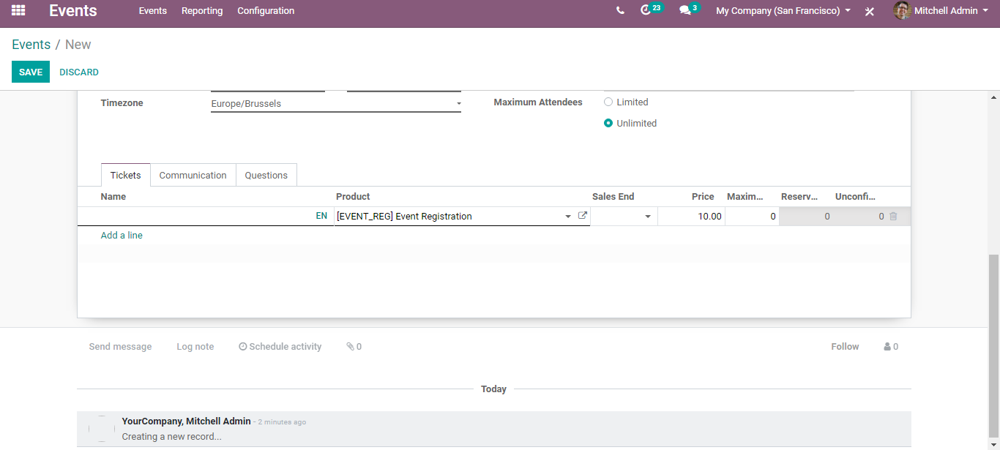 Events Events Reporting Configuration 23 3 My Company (San Francisco) Mitchell Admin
Events / New
SAVE DISCARD
Timezone Europe/Brussels Maximum Attendees Limited
Unlimited
Tickets Communication Questions
Name Product Sales End Price Maxim... Reserv... Unconfi...
EN [EVENT_REG] Event Registration 10.00 0 0 0
Add a line
Send message Log note Schedule activity 0 Follow 0
Today
YourCompany, Mitchell Admin - 2 minutes ago
Creating a new record...